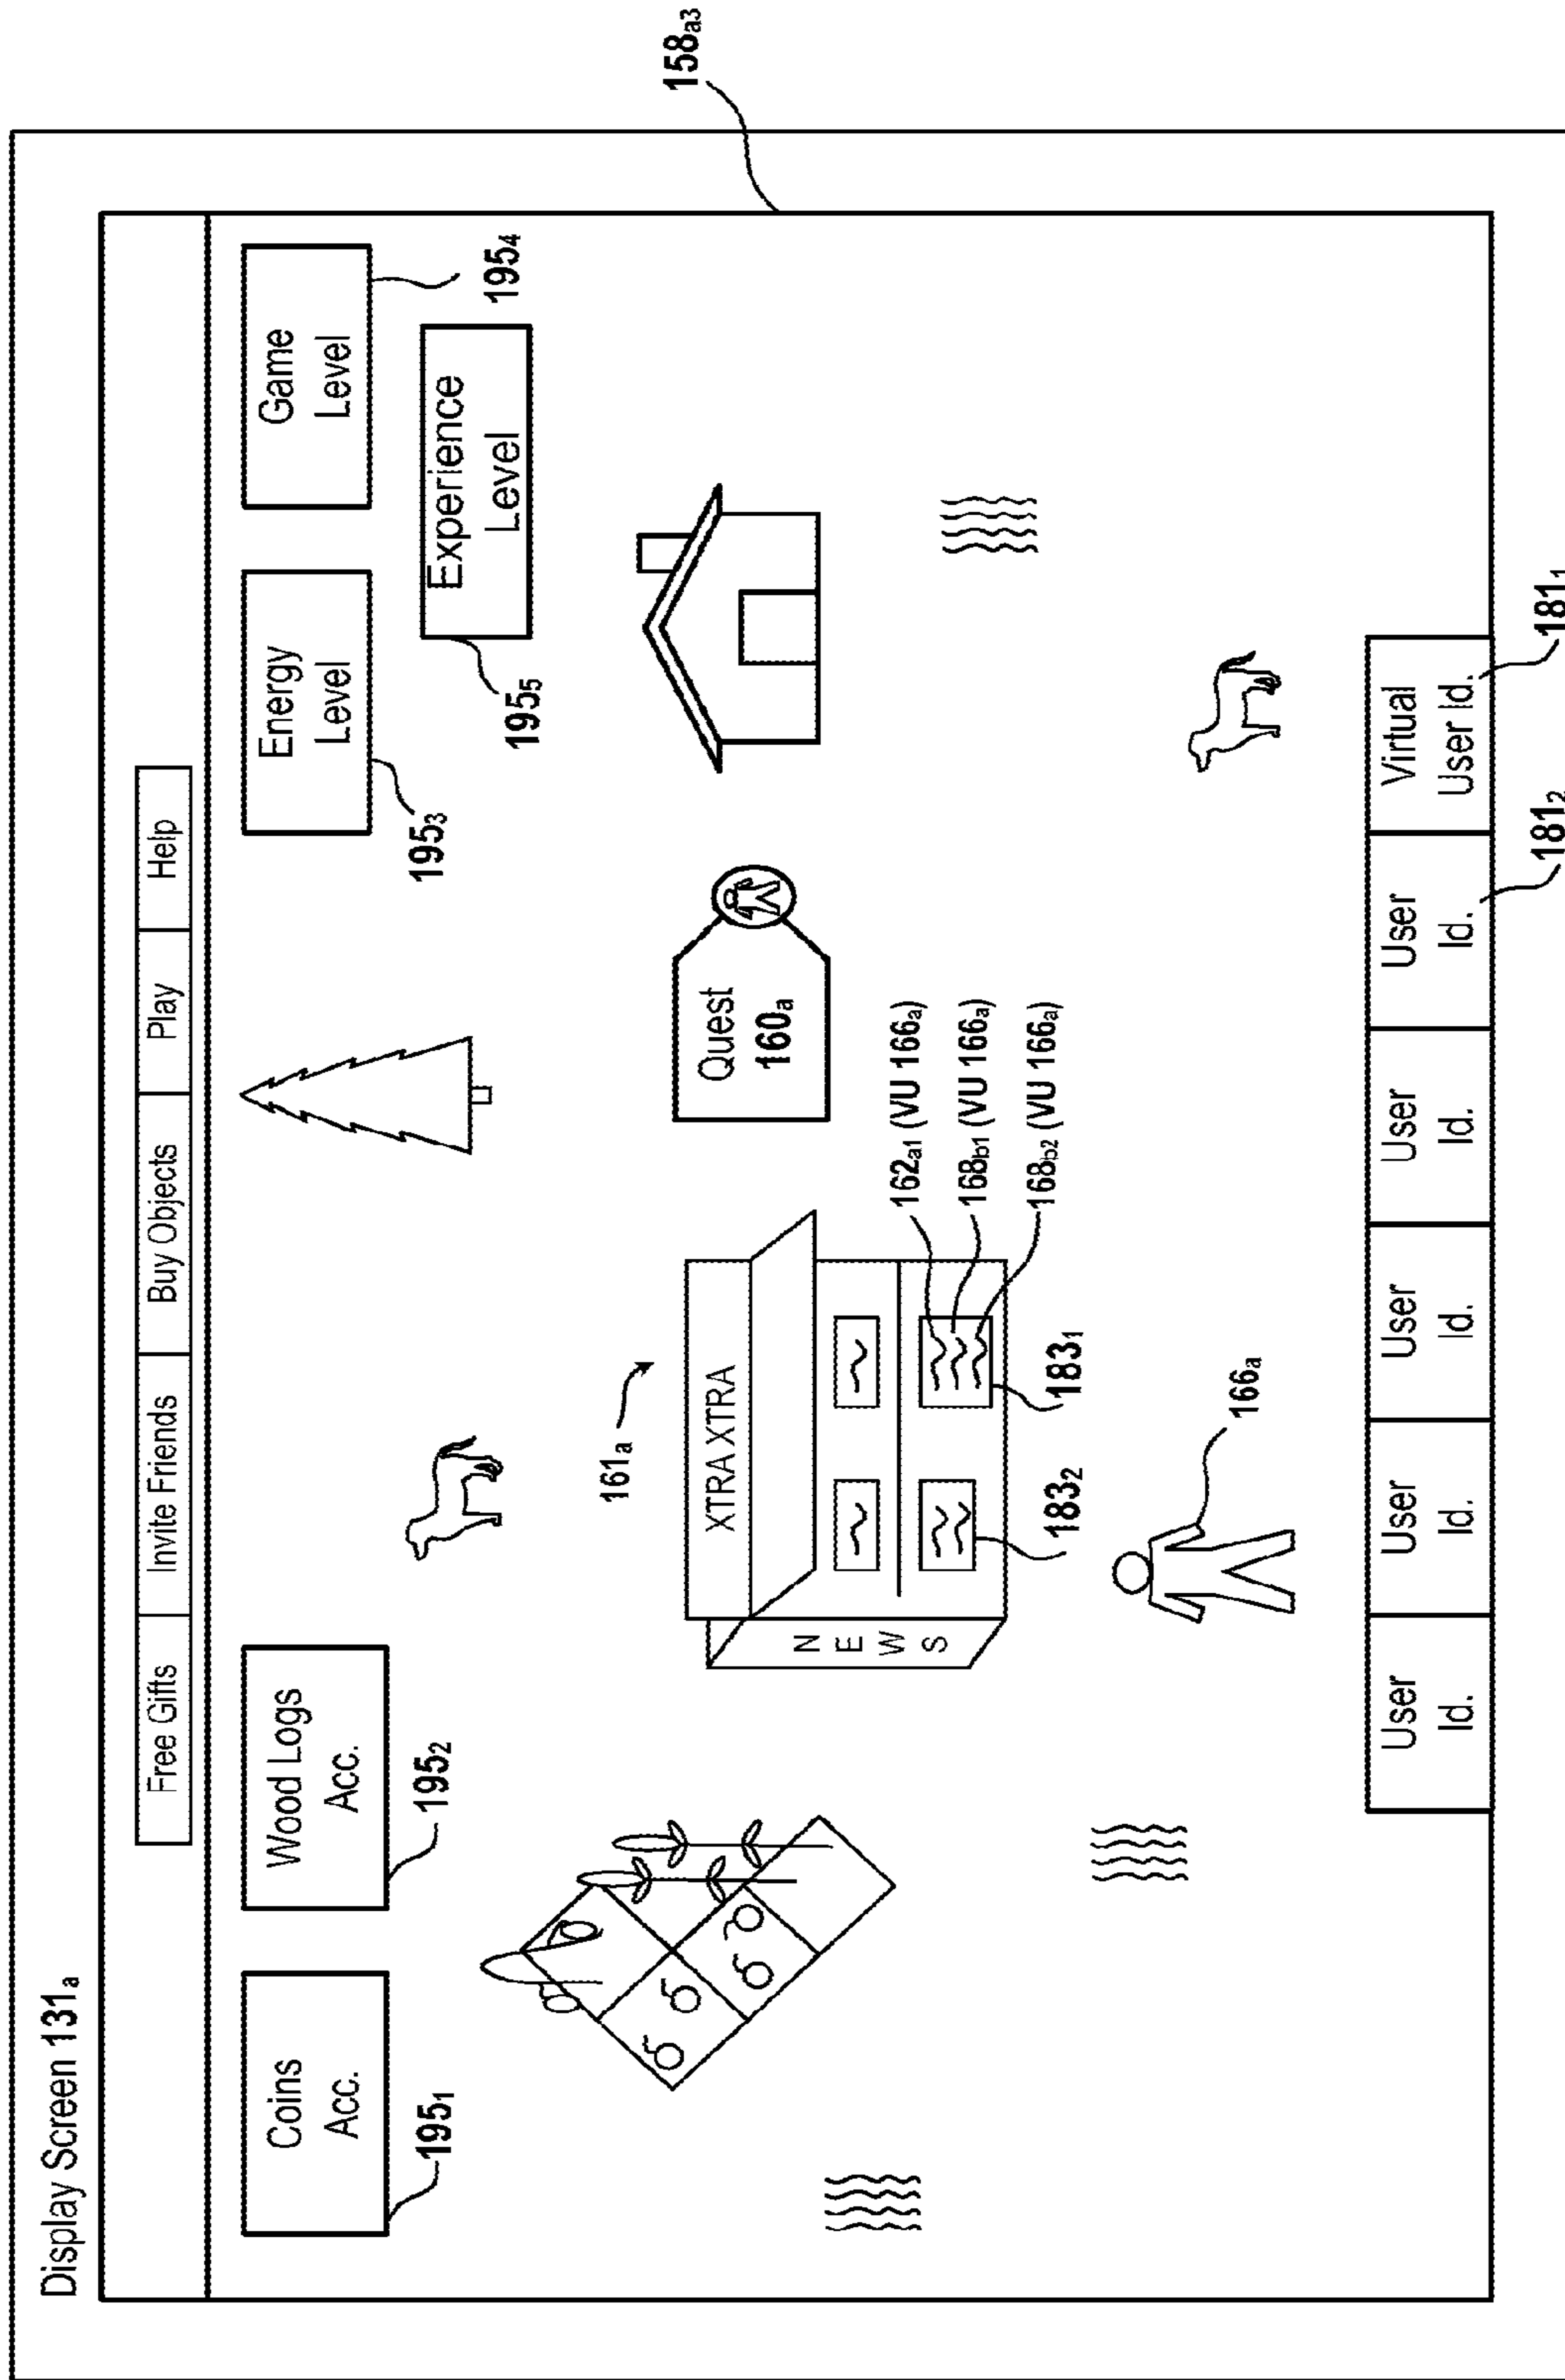 Display Screen 131a
Free Gifts
Invite Friends
Buy Objects
Play
Help
Coins
Acc.
195₁
Wood Logs
Acc.
195₂
Energy
Level
195₃
Game
Level
195₄
Experience
Level
195₅
158a3
161a
XTRA XTRA
NEWS
183₂
183₁
162a1 (VU 166a)
168b1 (VU 166a)
168b2 (VU 166a)
Quest
160a
166a
User
Id.
User
Id.
User
Id.
User
Id.
User
Id.
Virtual
User Id.
181₂
181₁